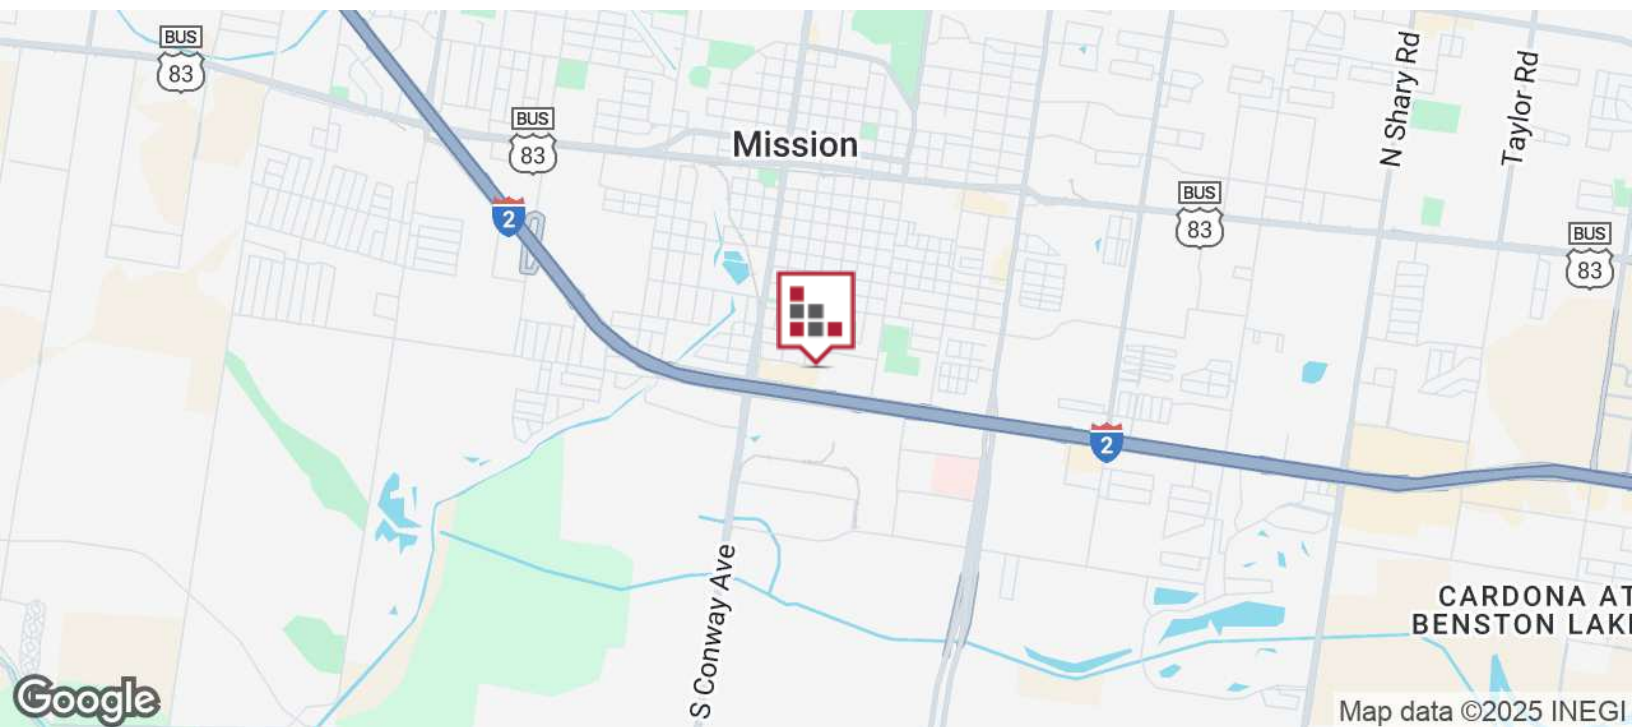 BUS
83
N Shary Rd
Taylor Rd
BUS
83
Mission
BUS
83
2
BUS
83
2
S Conway Ave
CARDONA AT
BENSTON LAK
Google
Map data ©2025 INEGI